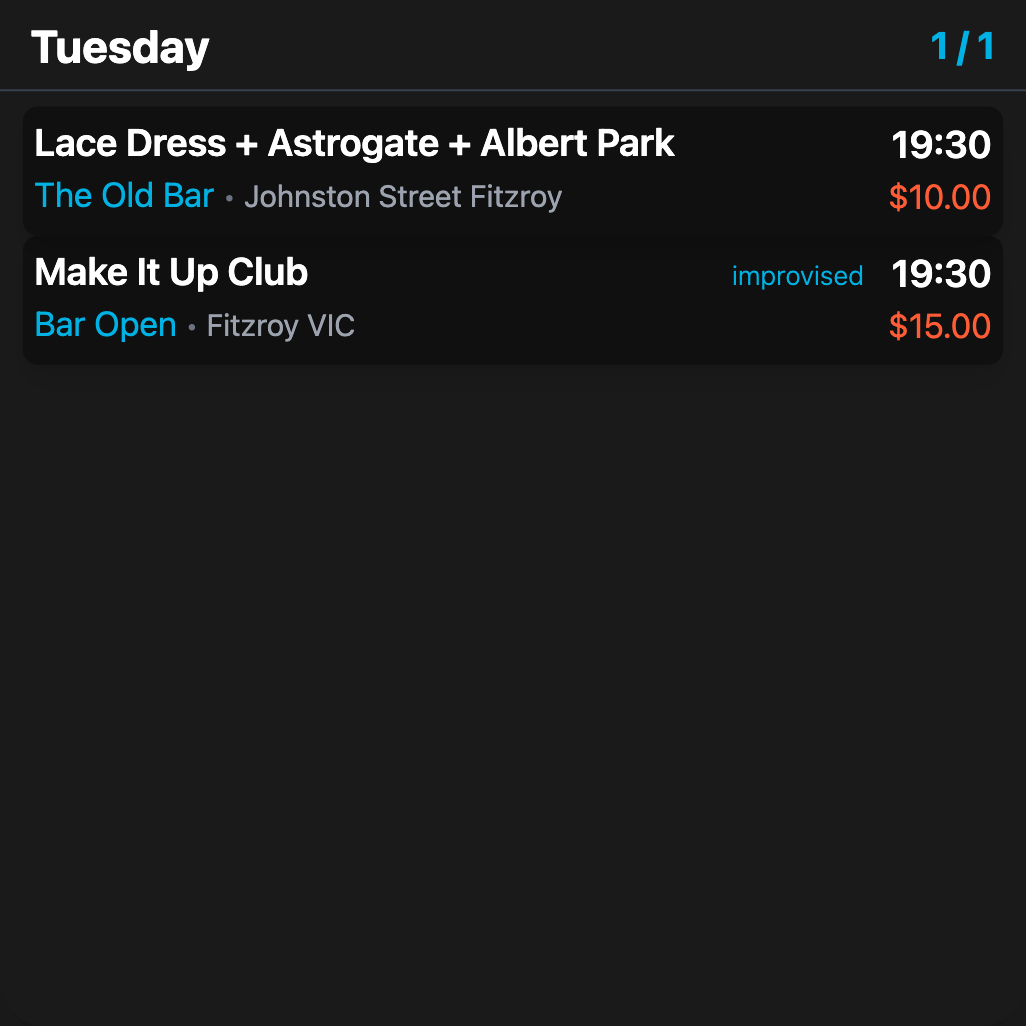 Tuesday 1 / 1
Lace Dress + Astrogate + Albert Park 19:30
The Old Bar • Johnston Street Fitzroy $10.00
Make It Up Club improvised 19:30
Bar Open • Fitzroy VIC $15.00